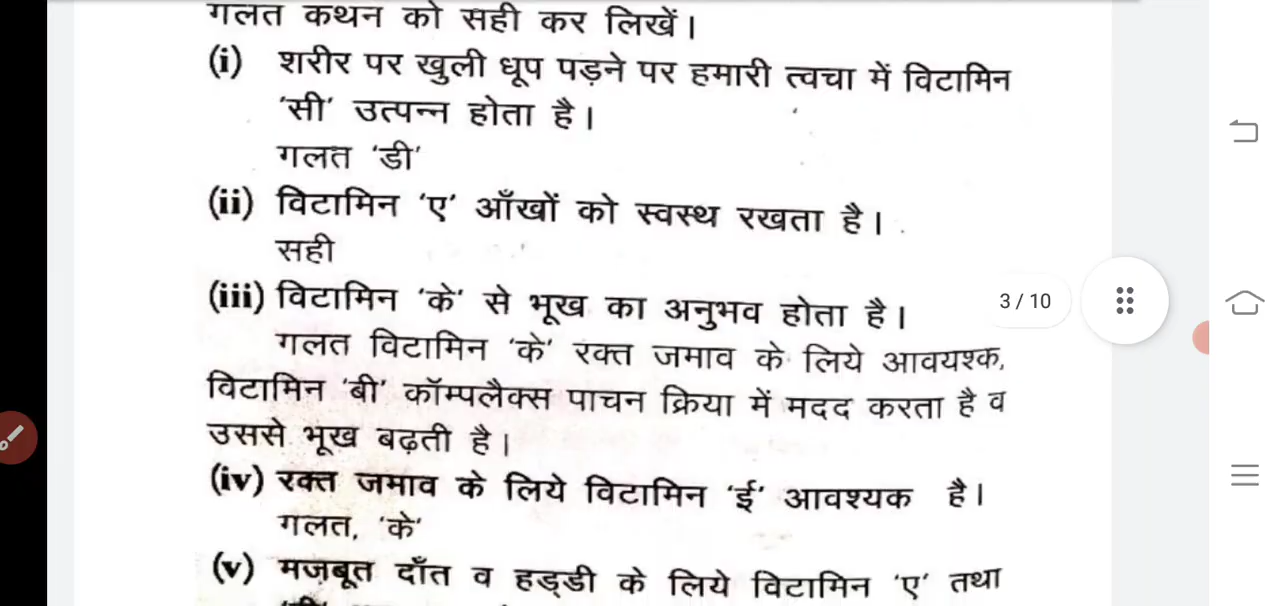 गलत कथन को सही कर लिखें।
(i) शरीर पर खुली धूप पड़ने पर हमारी त्वचा में विटामिन
'सी' उत्पन्न होता है।
गलत 'डी'
(ii) विटामिन 'ए' आँखों को स्वस्थ रखता है।
सही
(iii) विटामिन 'के' से भूख का अनुभव होता है।
3 / 10
गलत विटामिन 'के' रक्त जमाव के लिये आवयश्क,
विटामिन 'बी' कॉम्पलैक्स पाचन क्रिया में मदद करता है व
उससे भूख बढ़ती है।
(iv) रक्त जमाव के लिये विटामिन 'ई' आवश्यक है।
गलत, 'के'
(v) मज़बूत दाँत व हड्डी के लिये विटामिन 'ए' तथा